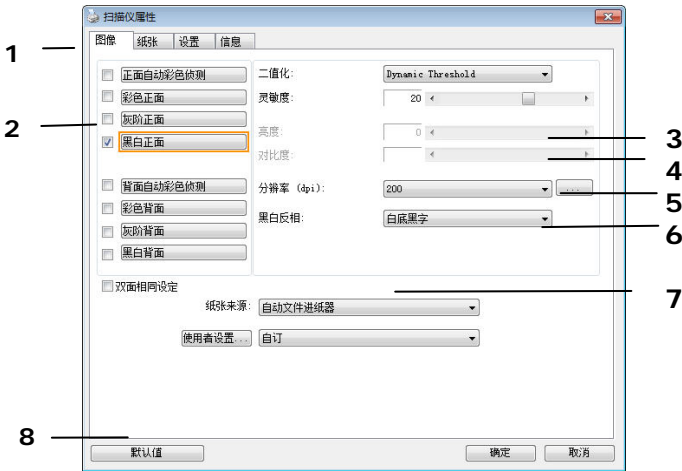 扫描仪属性
图像 纸张 设置 信息
1
正面自动彩色侦测
彩色正面
2
灰阶正面
黑白正面
背面自动彩色侦测
彩色背面
灰阶背面
黑白背面
二值化: Dynamic Threshold
灵敏度: 20
亮度: 0
3
对比度:
4
分辨率 (dpi): 200 ...
5
黑白反相: 白底黑字
6
双面相同设定
7
纸张来源: 自动文件进纸器
使用者设置... 自订
8
默认值 确定 取消